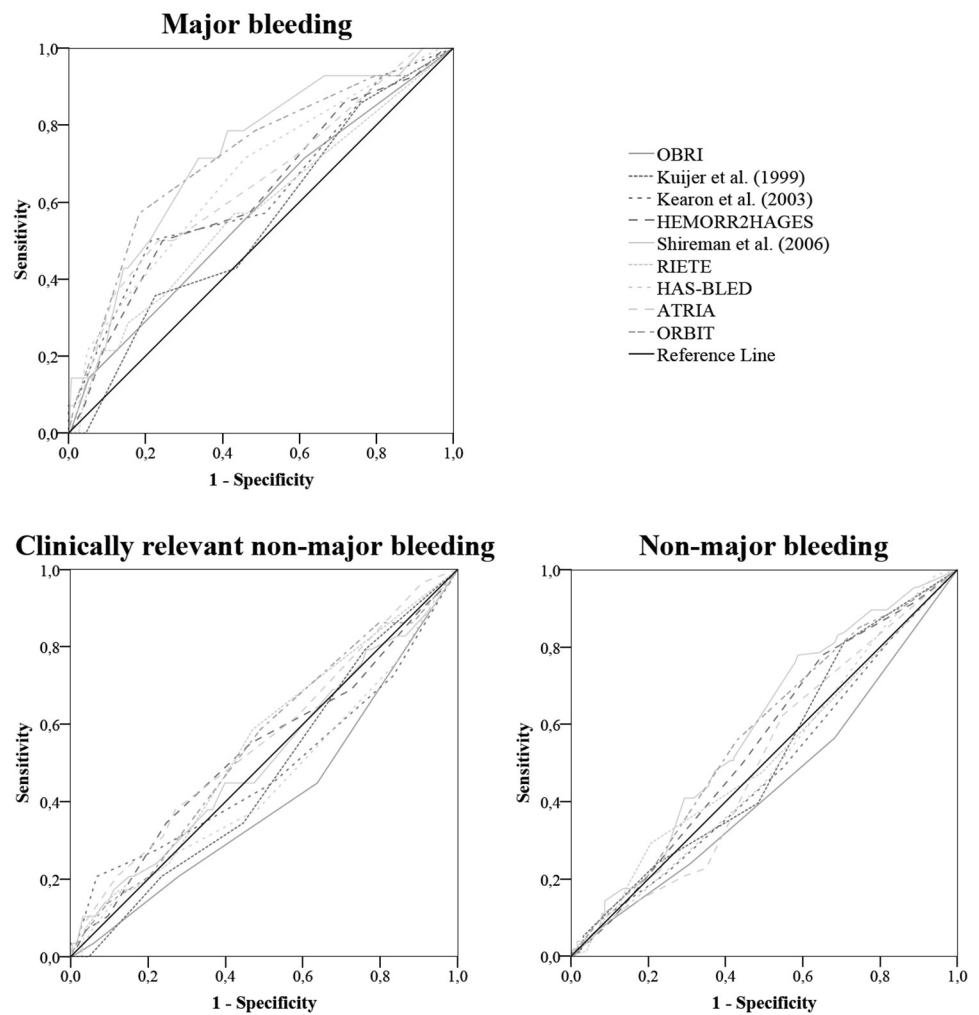 Major bleeding
1,0
0,8
0,6
0,4
0,2
0,0
Sensitivity
0,0 0,2 0,4 0,6 0,8 1,0
1 - Specificity
OBRI
Kuijer et al. (1999)
Kearon et al. (2003)
HEMORR2HAGES
Shireman et al. (2006)
RIETE
HAS-BLED
ATRIA
ORBIT
Reference Line
Clinically relevant non-major bleeding
1,0
0,8
0,6
0,4
0,2
0,0
Sensitivity
0,0 0,2 0,4 0,6 0,8 1,0
1 - Specificity
Non-major bleeding
1,0
0,8
0,6
0,4
0,2
0,0
Sensitivity
0,0 0,2 0,4 0,6 0,8 1,0
1 - Specificity